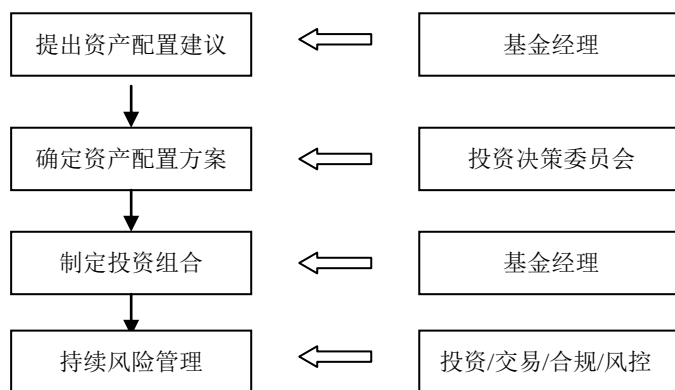 提出资产配置建议
基金经理
确定资产配置方案
投资决策委员会
制定投资组合
基金经理
持续风险管理
投资/交易/合规/风控